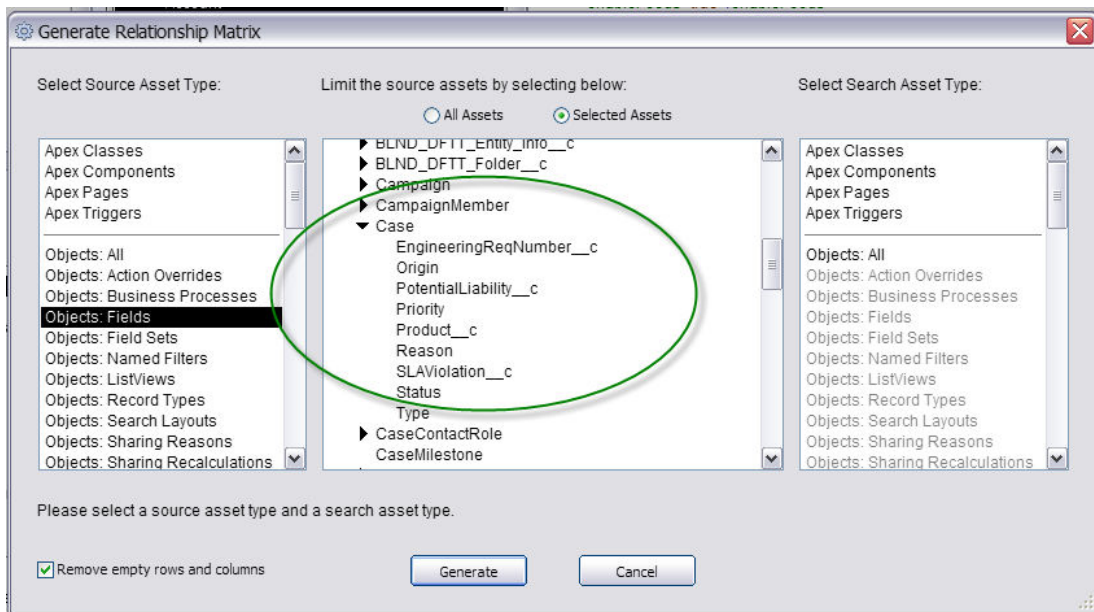 Generate Relationship Matrix
Select Source Asset Type:
Limit the source assets by selecting below:
Select Search Asset Type:
All Assets
Selected Assets
Apex Classes
Apex Components
Apex Pages
Apex Triggers
Objects: All
Objects: Action Overrides
Objects: Business Processes
Objects: Fields
Objects: Field Sets
Objects: Named Filters
Objects: ListViews
Objects: Record Types
Objects: Search Layouts
Objects: Sharing Reasons
Objects: Sharing Recalculations
BLND_DFTT_Entity_Info__c
BLND_DFTT_Folder__c
Campaign
CampaignMember
Case
EngineeringReqNumber__c
Origin
PotentialLiability__c
Priority
Product__c
Reason
SLAViolation__c
Status
Type
CaseContactRole
CaseMilestone
Apex Classes
Apex Components
Apex Pages
Apex Triggers
Objects: All
Objects: Action Overrides
Objects: Business Processes
Objects: Fields
Objects: Field Sets
Objects: Named Filters
Objects: ListViews
Objects: Record Types
Objects: Search Layouts
Objects: Sharing Reasons
Objects: Sharing Recalculations
Please select a source asset type and a search asset type.
Remove empty rows and columns
Generate
Cancel